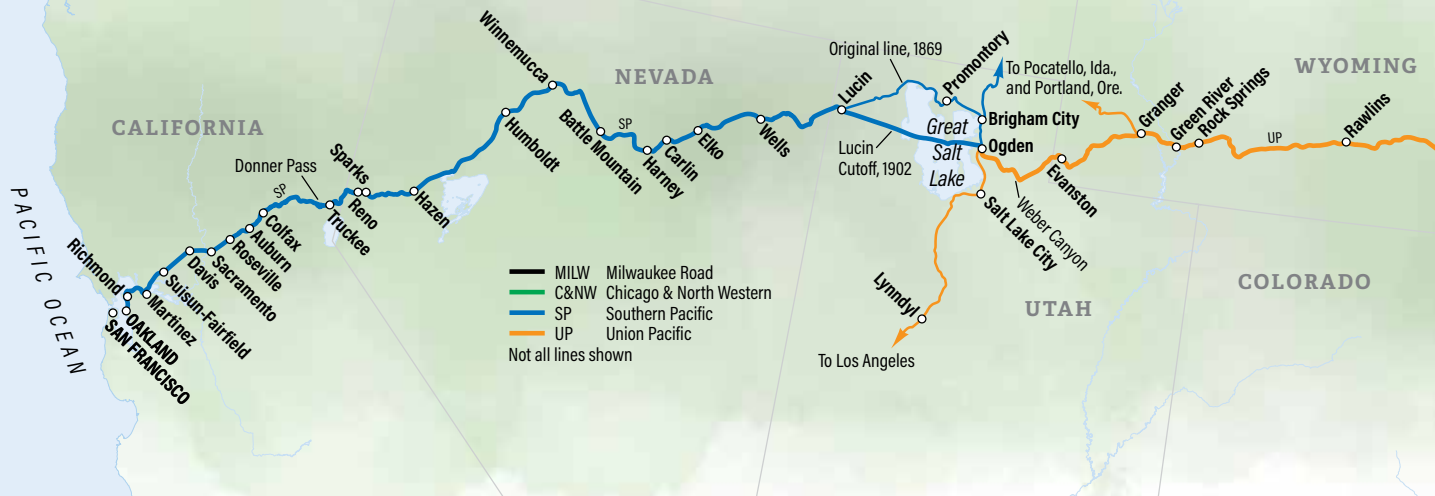 Winnemucca
NEVADA
Original line, 1869
Promontory
To Pocatello, Ida.,
and Portland, Ore.
WYOMING
CALIFORNIA
Lucin
Granger
Green River
Rock Springs
Rawlins
Humboldt
Battle Mountain
SP
Harney
Carlin
Elko
Wells
Lucin
Cutoff, 1902
Great
Salt
Lake
Brigham City
Ogden
UP
Evanston
Weber Canyon
Salt Lake City
Donner Pass
Sparks
Reno
Hazen
SP
Truckee
Colfax
Auburn
Roseville
Sacramento
Davis
Suisun-Fairfield
Martinez
Richmond
OAKLAND
SAN FRANCISCO
PACIFIC OCEAN
MILW Milwaukee Road
C&NW Chicago & North Western
SP Southern Pacific
UP Union Pacific
Not all lines shown
Lynndyl
To Los Angeles
UTAH
COLORADO